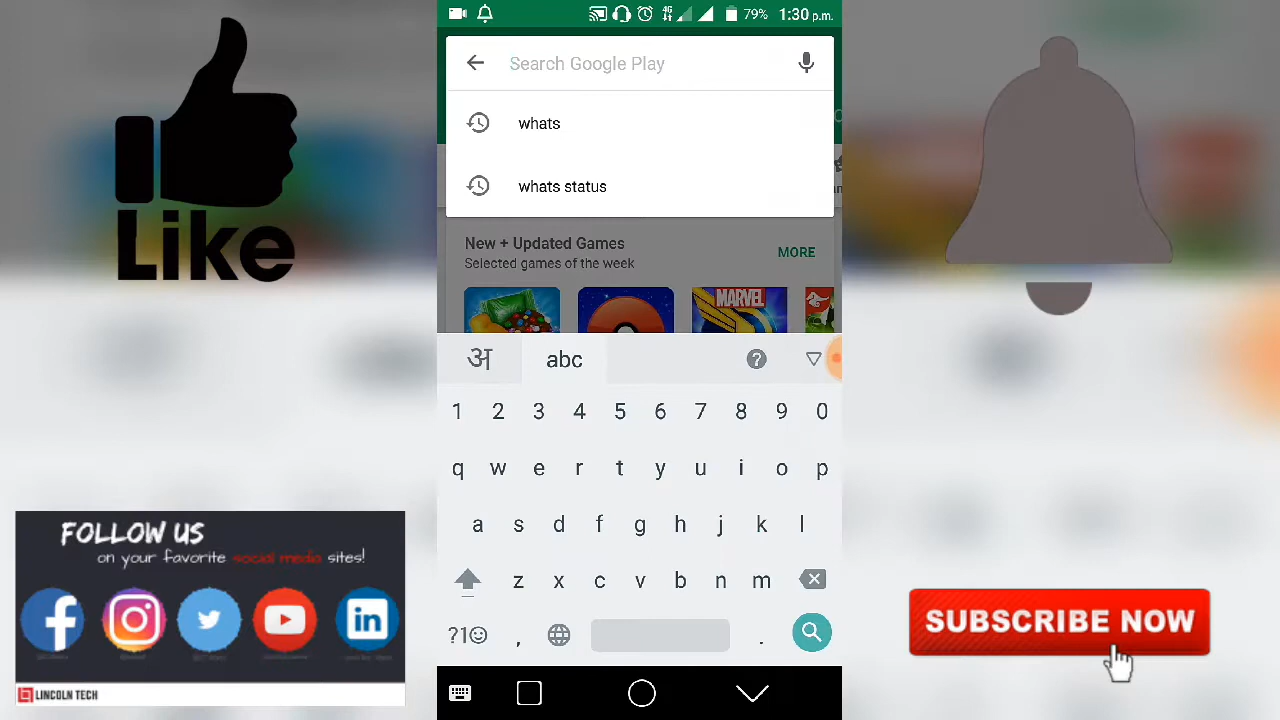 Like
79% 1:30 p.m.
Search Google Play
whats
whats status
New + Updated Games
MORE
Selected games of the week
MARVEL
अ abc
1 2 3 4 5 6 7 8 9 0
q w e r t y u i o p
a s d f g h j k l
z x c v b n m
?1☺ , .
FOLLOW US
on your favorite social media sites!
LINCOLN TECH
SUBSCRIBE NOW